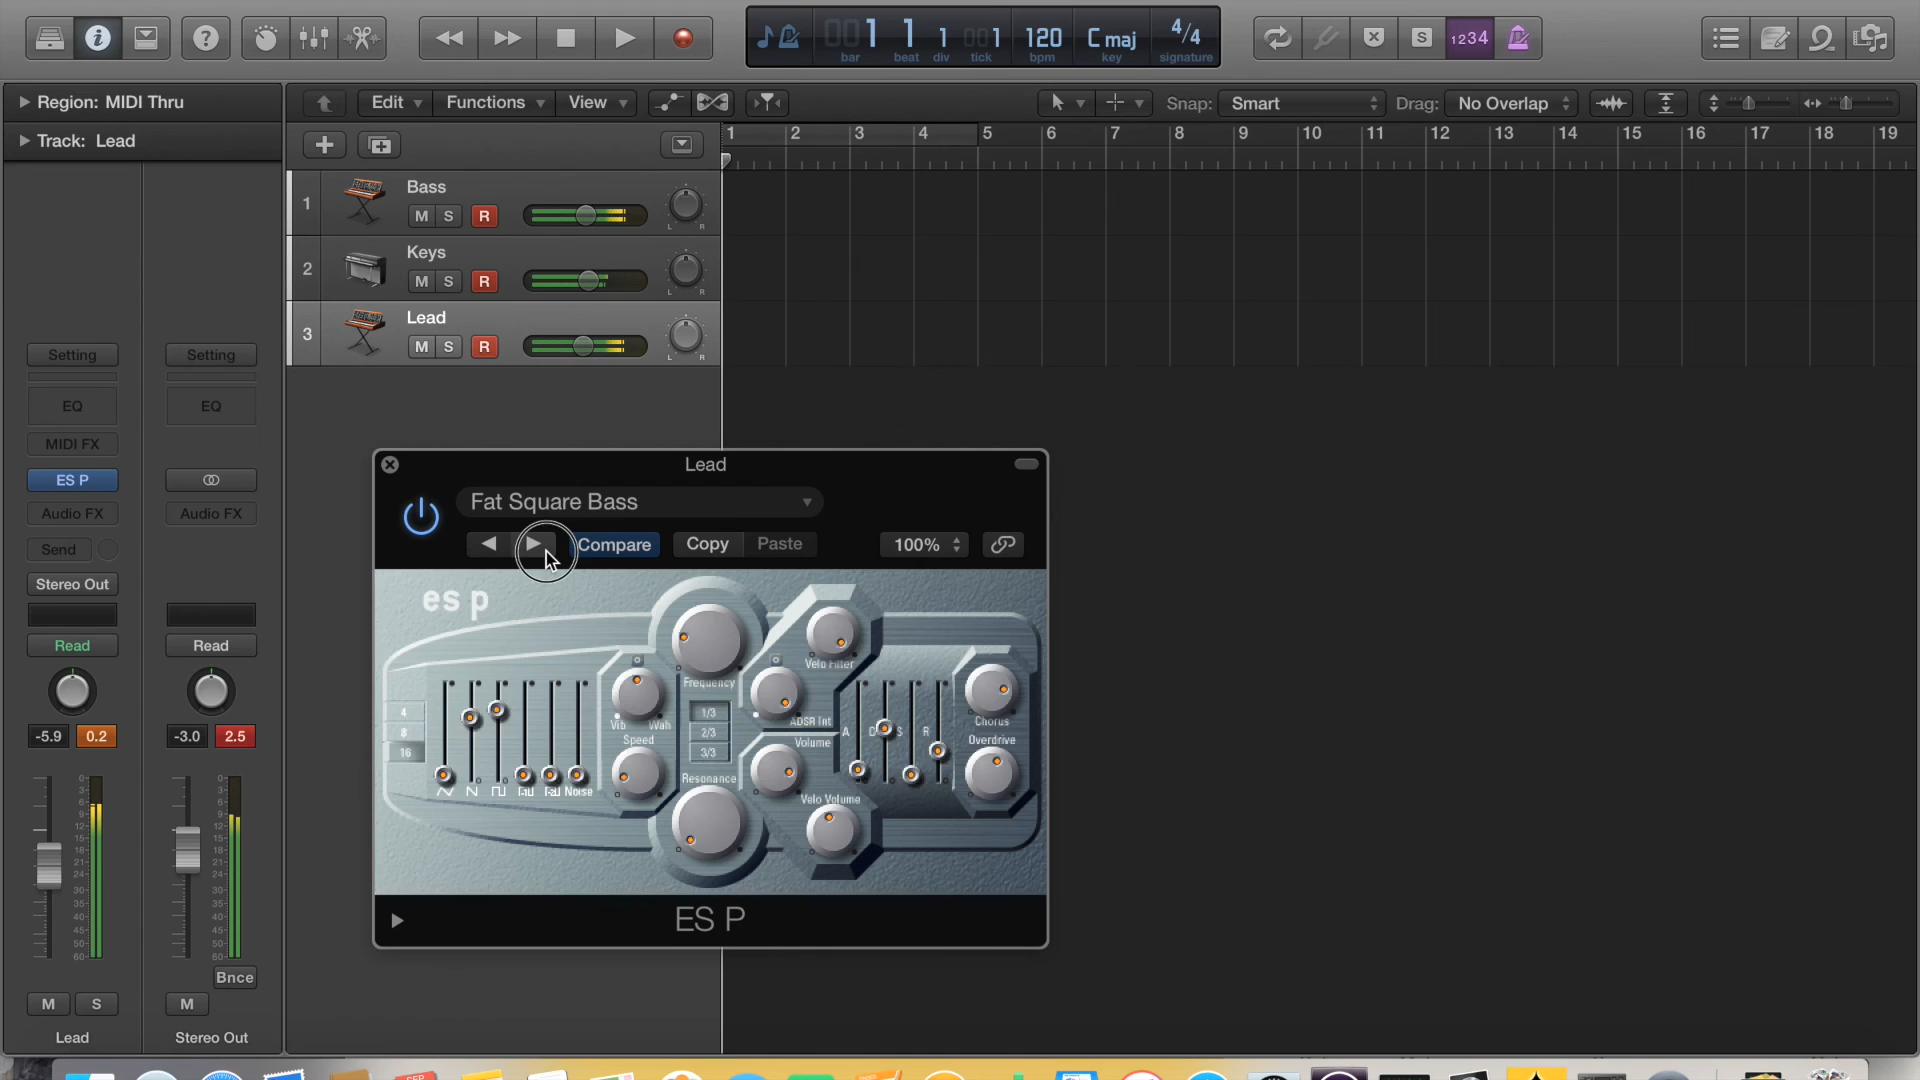 1 1 1 1 120 C maj 4/4
bar beat div tick bpm key signature
S 1234
Region: MIDI Thru
Edit Functions View
Snap: Smart Drag: No Overlap
Track: Lead
1 2 3 4 5 6 7 8 9 10 11 12 13 14 15 16 17 18 19
1 Bass
M S R
L R
2 Keys
M S R
L R
3 Lead
M S R
L R
Setting Setting
EQ EQ
MIDI FX
ES P
Audio FX Audio FX
Send
Stereo Out
Read Read
-5.9 0.2 -3.0 2.5
Bnce
M S M
Lead Stereo Out
Lead
Fat Square Bass
Compare Copy Paste 100%
es p
4
8
16
Noise
Vib Wah
Speed
Frequency
1/3
2/3
3/3
Resonance
Velo Filter
ADSR Int
Volume
Velo Volume
A D S R
Chorus
Overdrive
ES P